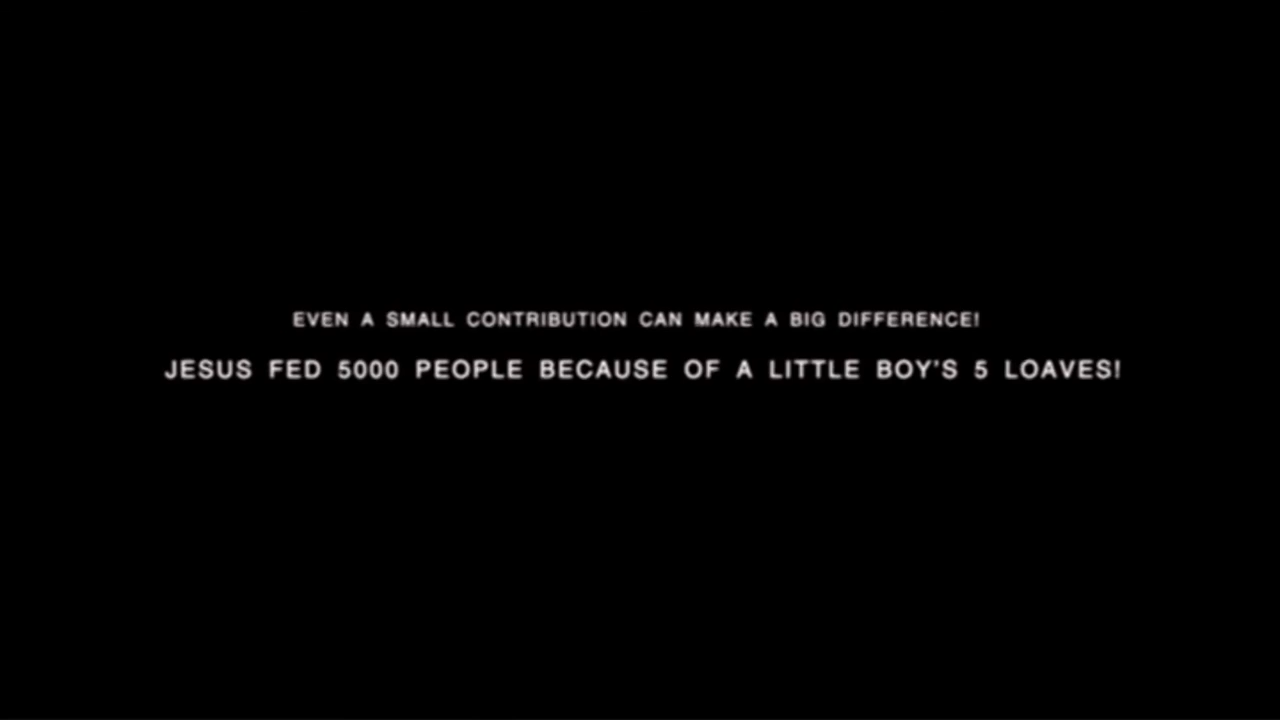 EVEN A SMALL CONTRIBUTION CAN MAKE A BIG DIFFERENCE!
JESUS FED 5000 PEOPLE BECAUSE OF A LITTLE BOY'S 5 LOAVES!